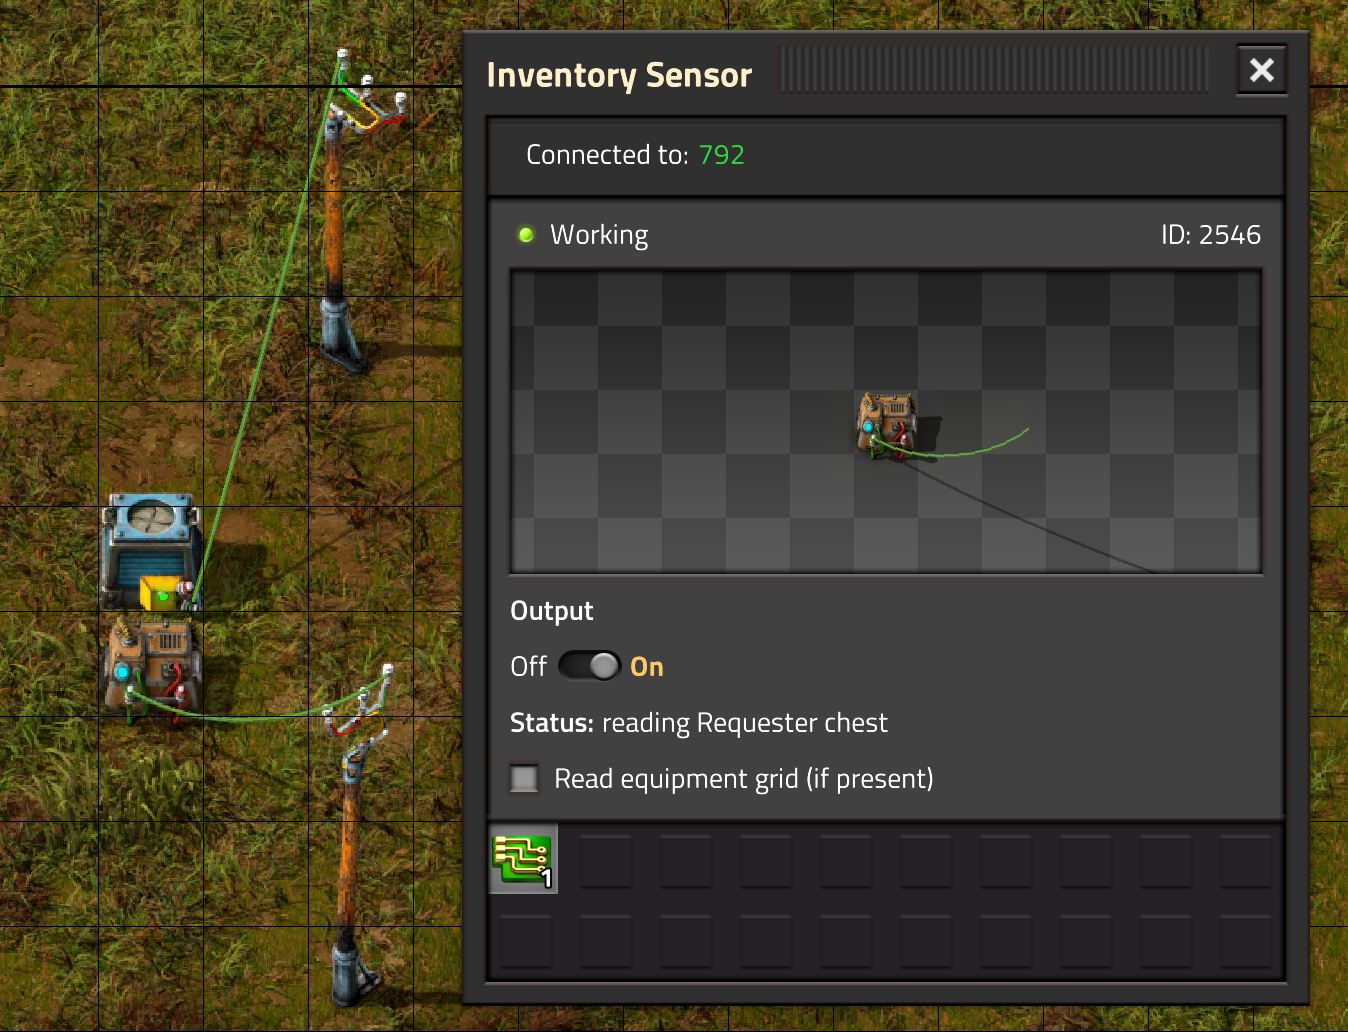 Inventory Sensor
Connected to: 792
Working
ID: 2546
Output
Off On
Status: reading Requester chest
Read equipment grid (if present)
1